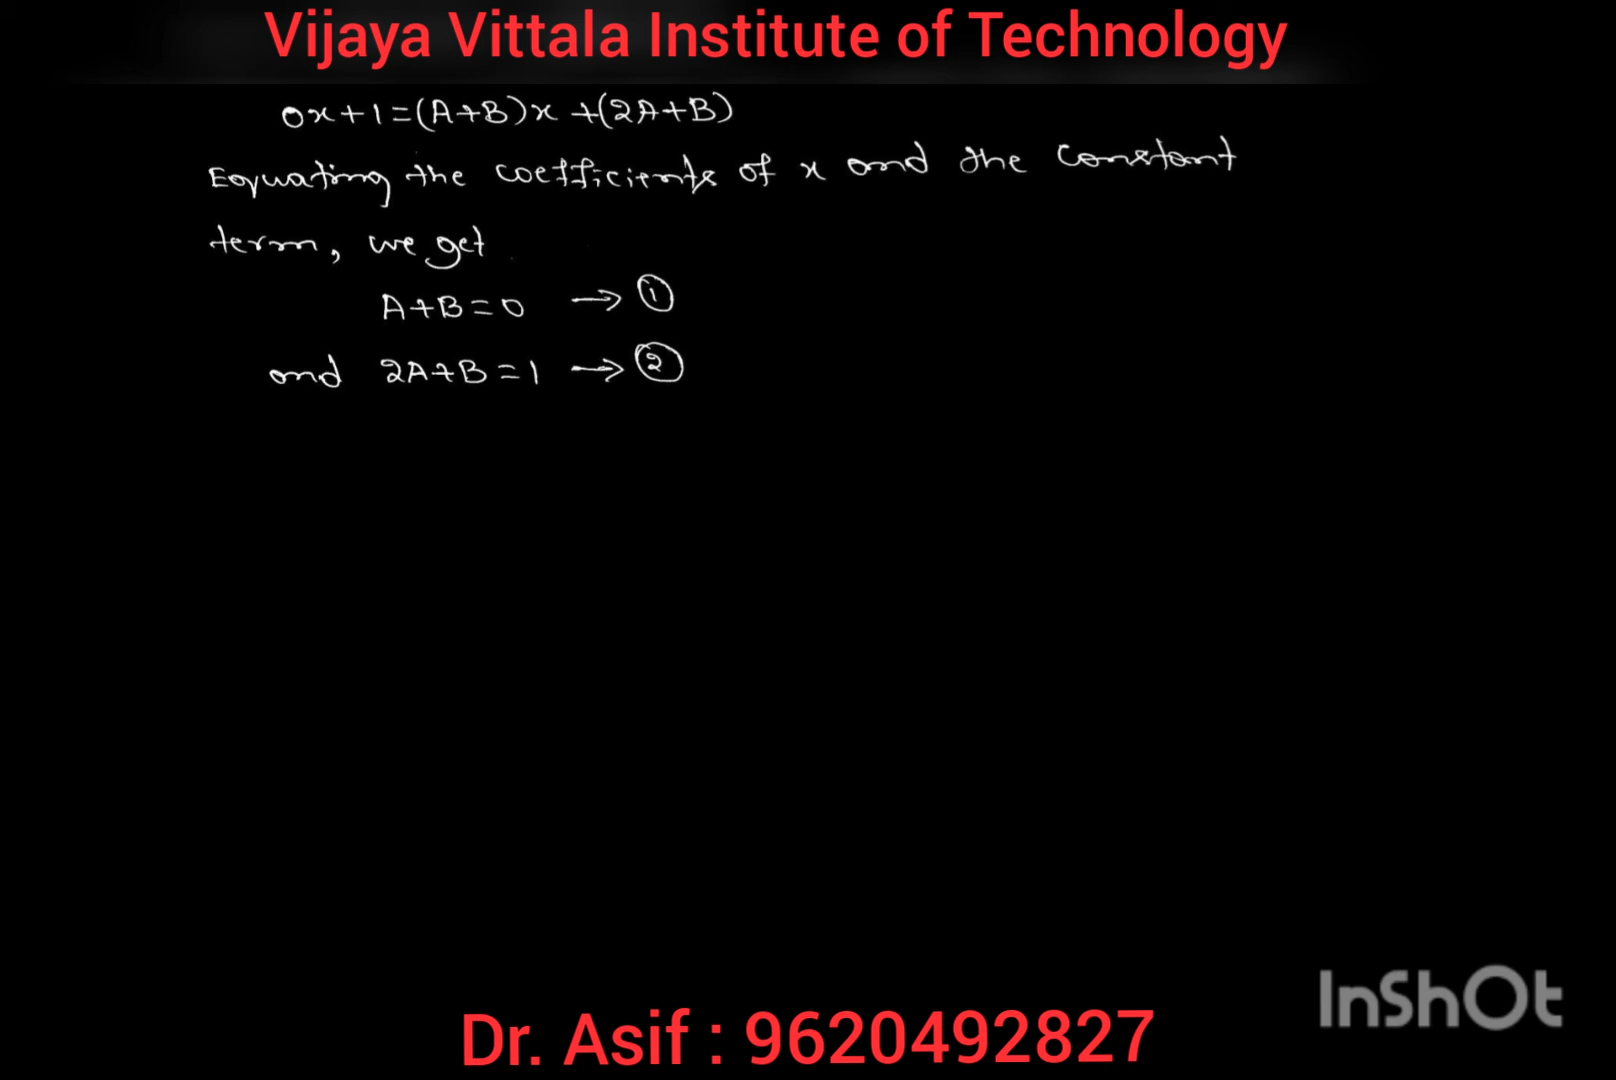 Vijaya Vittala Institute of Technology
0x+1=(A+B)x+(2A+B)
Equating the coefficients of x and the constant
term, we get
A+B=0 → ①
and 2A+B=1 → ②
InShOt
Dr. Asif : 9620492827